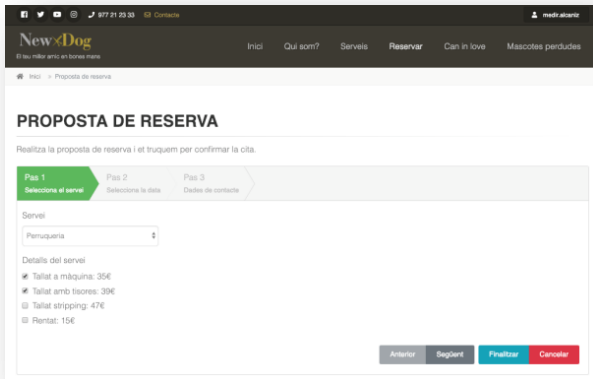 977 21 23 33 Contacte medir.alcaniz
New Dog
El teu millor amic en bones mans
Inici Qui som? Serveis Reservar Can in love Mascotes perdudes
Inici > Proposta de reserva
PROPOSTA DE RESERVA
Realitza la proposta de reserva i et truquem per confirmar la cita.
Pas 1 Pas 2 Pas 3
Selecciona el servei Seleccione la data Dades de contacte
Servei
Perruqueria
Detalls del servei
Tallat a màquina: 35€
Tallat amb tisores: 39€
Tallat stripping: 47€
Rentat: 15€
Anterior Següent Finalitzar Cancelar